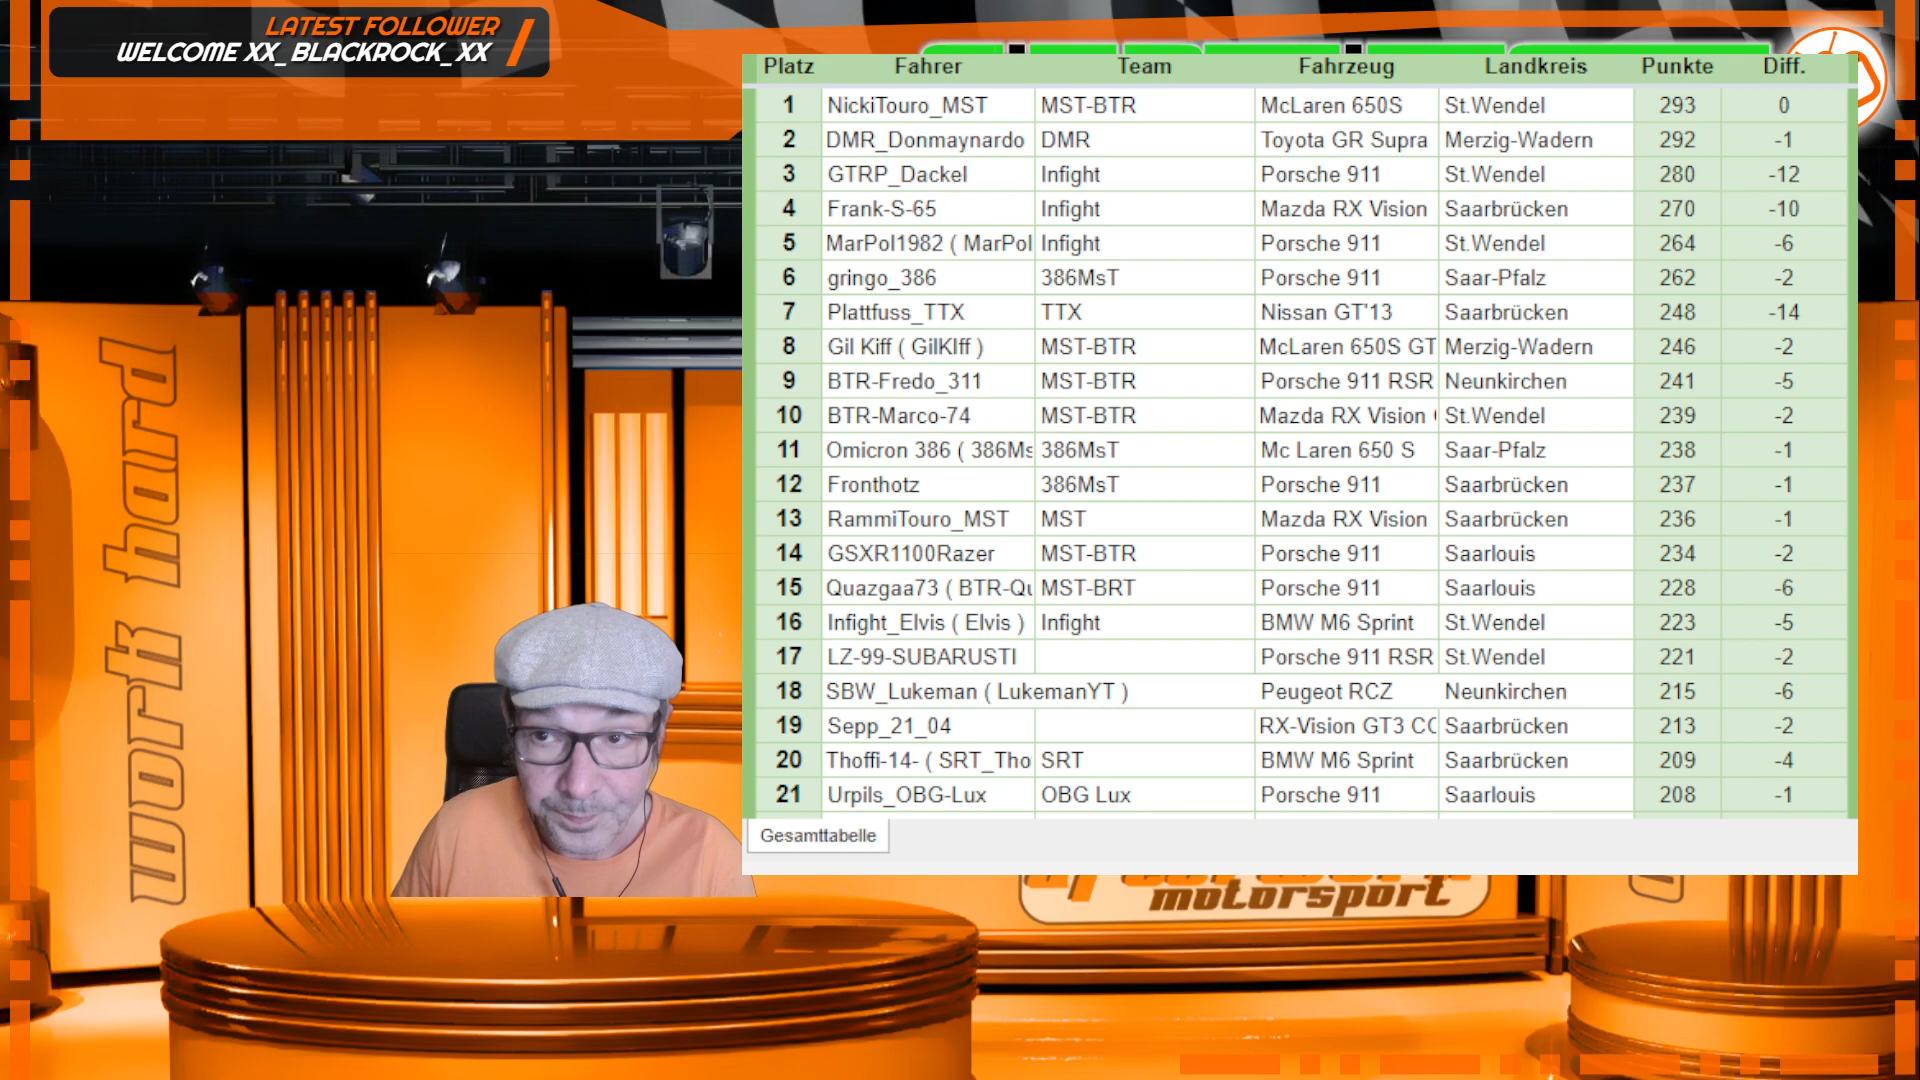 LATEST FOLLOWER
WELCOME XX_BLACKROCK_XX
Platz Fahrer Team Fahrzeug Landkreis Punkte Diff.
1 NickiTouro_MST MST-BTR McLaren 650S St.Wendel 293 0
2 DMR_Donmaynardo DMR Toyota GR Supra Merzig-Wadern 292 -1
3 GTRP_Dackel Infight Porsche 911 St.Wendel 280 -12
4 Frank-S-65 Infight Mazda RX Vision Saarbrücken 270 -10
5 MarPol1982 ( MarPol Infight Porsche 911 St.Wendel 264 -6
6 gringo_386 386MsT Porsche 911 Saar-Pfalz 262 -2
7 Plattfuss_TTX TTX Nissan GT'13 Saarbrücken 248 -14
8 Gil Kiff ( GilKIff ) MST-BTR McLaren 650S GT Merzig-Wadern 246 -2
9 BTR-Fredo_311 MST-BTR Porsche 911 RSR Neunkirchen 241 -5
10 BTR-Marco-74 MST-BTR Mazda RX Vision St.Wendel 239 -2
11 Omicron 386 ( 386Ms 386MsT Mc Laren 650 S Saar-Pfalz 238 -1
12 Fronthotz 386MsT Porsche 911 Saarbrücken 237 -1
13 RammiTouro_MST MST Mazda RX Vision Saarbrücken 236 -1
14 GSXR1100Razer MST-BTR Porsche 911 Saarlouis 234 -2
15 Quazgaa73 ( BTR-Qu MST-BRT Porsche 911 Saarlouis 228 -6
16 Infight_Elvis ( Elvis ) Infight BMW M6 Sprint St.Wendel 223 -5
17 LZ-99-SUBARUSTI Porsche 911 RSR St.Wendel 221 -2
18 SBW_Lukeman ( LukemanYT ) Peugeot RCZ Neunkirchen 215 -6
19 Sepp_21_04 RX-Vision GT3 CO Saarbrücken 213 -2
20 Thoffi-14- ( SRT_Tho SRT BMW M6 Sprint Saarbrücken 209 -4
21 Urpils_OBG-Lux OBG Lux Porsche 911 Saarlouis 208 -1
Gesamttabelle
work hard
motorsport